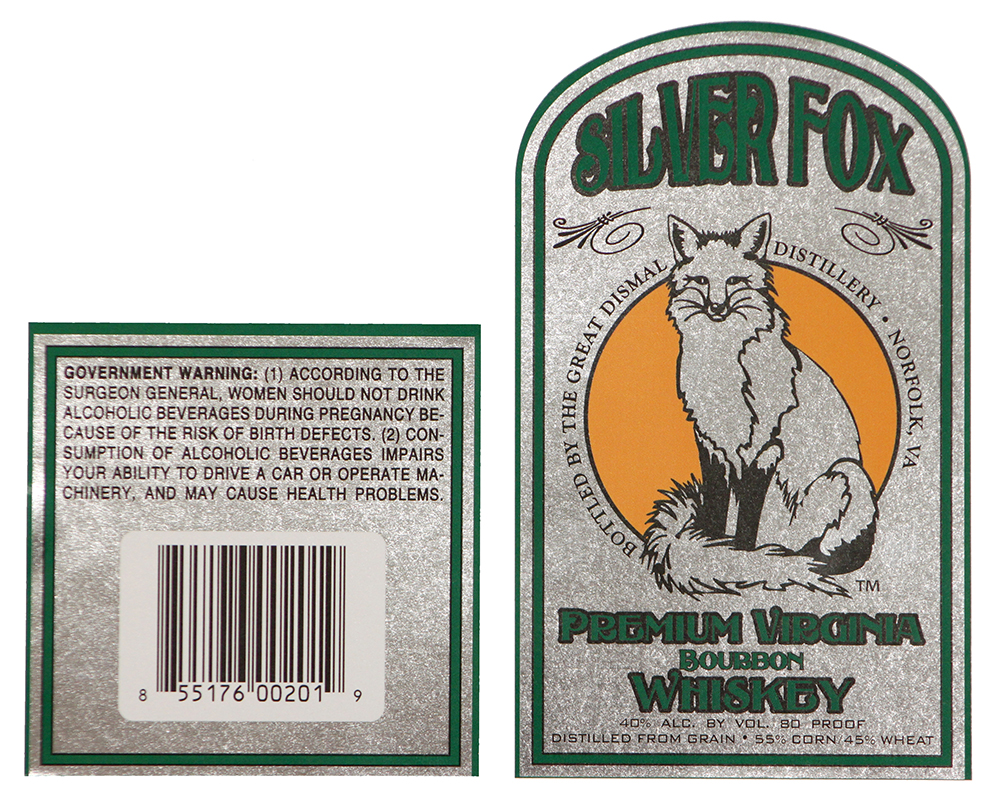 GOVERNMENT WARNING: (1) ACCORDING TO THE
SURGEON GENERAL, WOMEN SHOULD NOT DRINK
ALCOHOLIC BEVERAGES DURING PREGNANCY BE-
CAUSE OF THE RISK OF BIRTH DEFECTS. (2) CON-
SUMPTION OF ALCOHOLIC BEVERAGES IMPAIRS
YOUR ABILITY TO DRIVE A CAR OR OPERATE MA-
CHINERY, AND MAY CAUSE HEALTH PROBLEMS.
8 55176 00201 9
SILVER FOX
BOTTLED BY THE GREAT DISMAL DISTILLERY • NORFOLK, VA
TM
PREMIUM VIRGINIA
BOURBON
WHISKEY
40% ALC. BY VOL. 80 PROOF
DISTILLED FROM GRAIN • 55% CORN 45% WHEAT